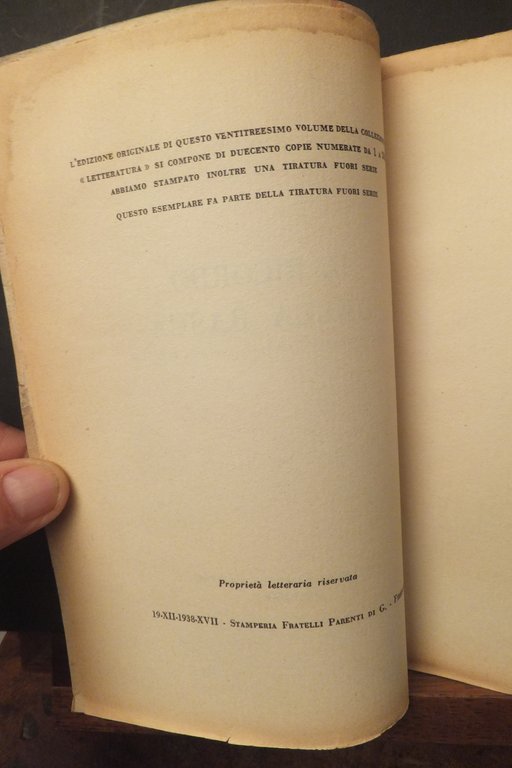 L'EDIZIONE ORIGINALE DI QUESTO VENTITREESIMO VOLUME DELLA
« LETTERATURA » SI COMPONE DI DUECENTO COPIE NUMERATE DA 1 A
ABBIAMO STAMPATO INOLTRE UNA TIRATURA FUORI SERIE
QUESTO ESEMPLARE FA PARTE DELLA TIRATURA FUORI SERIE
Proprietà letteraria riservata
19-XII-1938-XVII - STAMPERIA FRATELLI PARENTI DI G. -